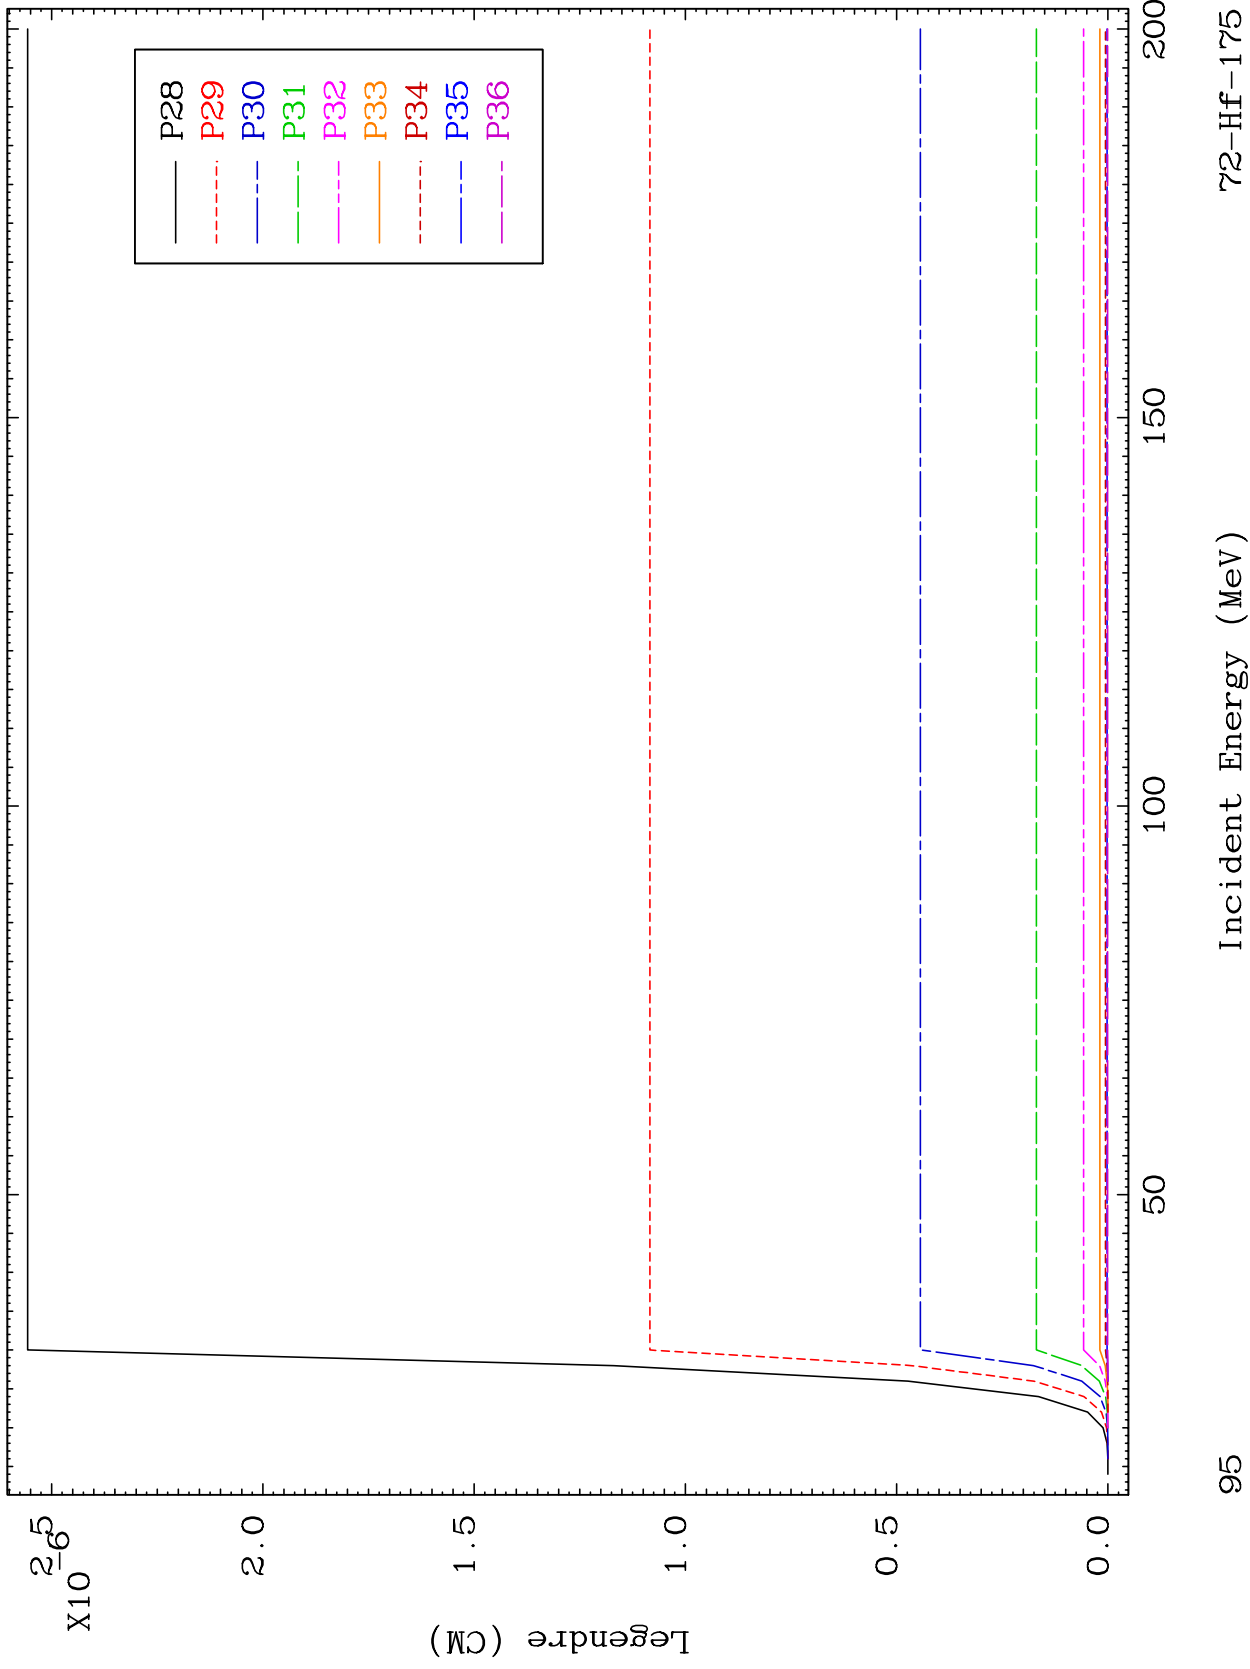 X10
-6
2.5
2.0
1.5
1.0
0.5
0.0
Legendre (CM)
P28
P29
P30
P31
P32
P33
P34
P35
P36
50
100
150
200
Incident Energy (MeV)
95
72-Hf-175